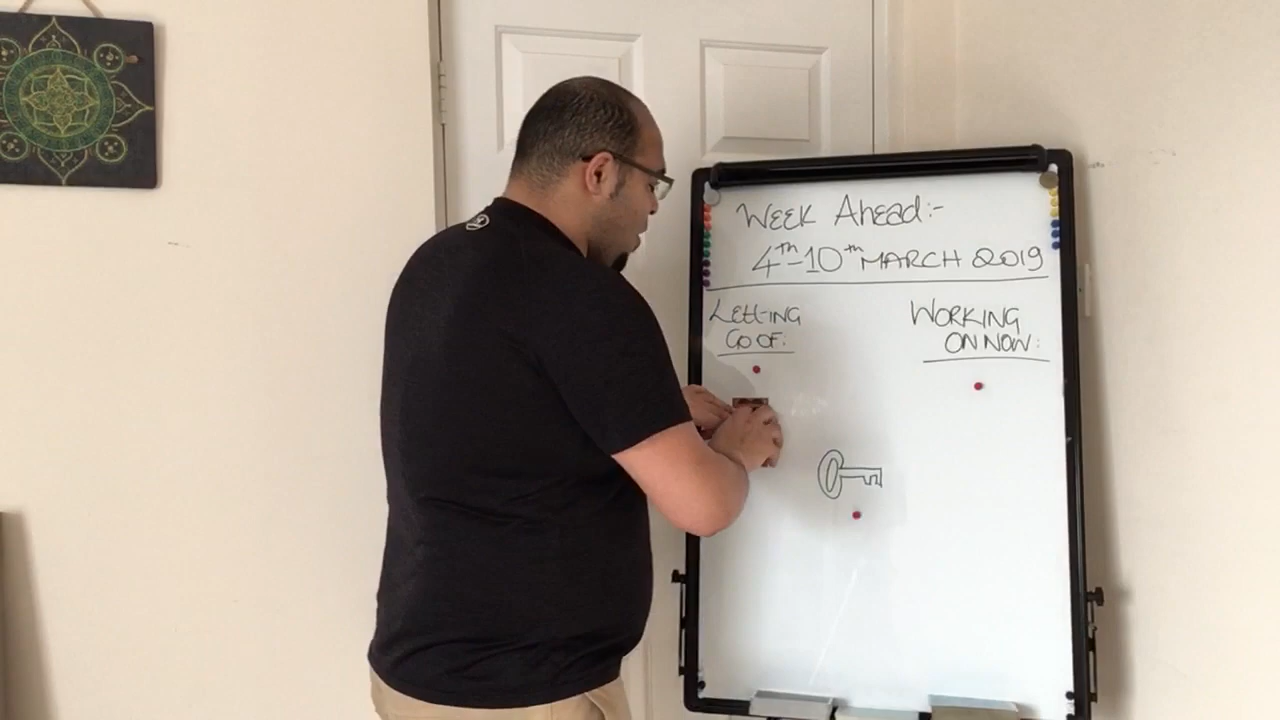 WEEK AHEAD:-
4th-10th MARCH 2019
LETTING
GO OF:
WORKING
ON NOW: